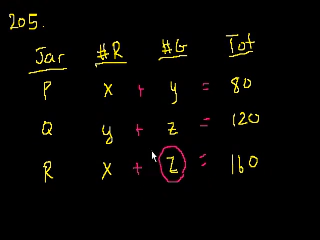 205.
Jar #R #G Tot
P x + y = 80
Q y + z = 120
R x + z = 160